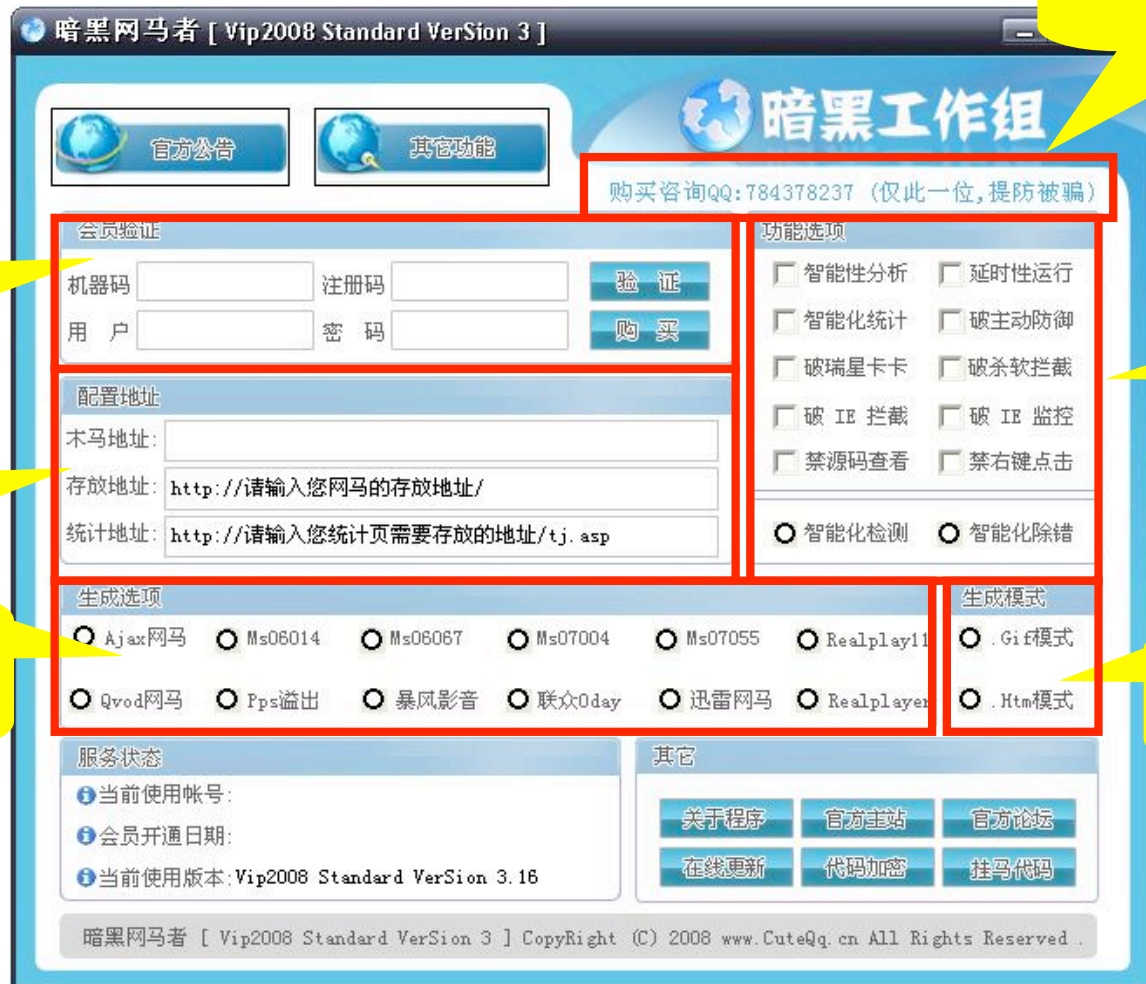 暗黑网马者 [ Vip2008 Standard VerSion 3 ]
官方公告 其它功能 暗黑工作组
购买咨询QQ:784378237 (仅此一位,提防被骗)
会员验证 功能选项
机器码 注册码 验 证 智能性分析 延时性运行
用 户 密 码 购 买 智能化统计 破主动防御
配置地址 破瑞星卡卡 破杀软拦截
木马地址: 破 IE 拦截 破 IE 监控
存放地址: http://请输入您网马的存放地址/ 禁源码查看 禁右键点击
统计地址: http://请输入您统计页需要存放的地址/tj.asp 智能化检测 智能化除错
生成选项 生成模式
Ajax网马 Ms06014 Ms06067 Ms07004 Ms07055 Realplay11 .Gif模式
Qvod网马 Pps溢出 暴风影音 联众0day 迅雷网马 Realplayer .Htm模式
服务状态 其它
当前使用帐号:
会员开通日期:
当前使用版本:Vip2008 Standard VerSion 3.16
关于程序 官方主站 官方论坛
在线更新 代码加密 挂马代码
暗黑网马者 [ Vip2008 Standard VerSion 3 ] CopyRight (C) 2008 www.CuteQq.cn All Rights Reserved .